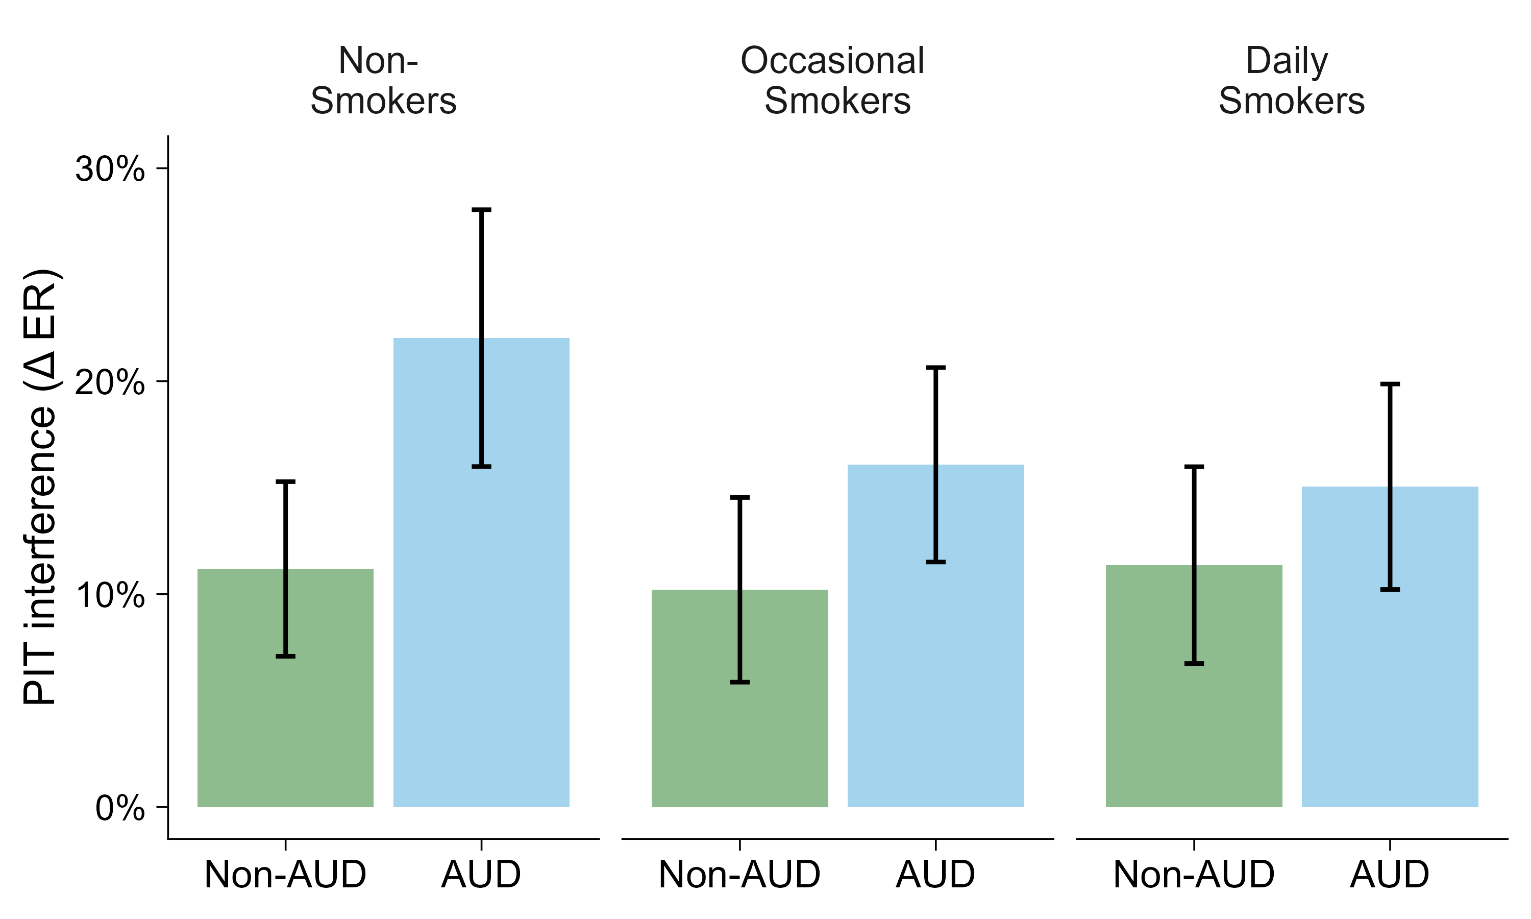 Non-
Smokers
Occasional
Smokers
Daily
Smokers
PIT interference (Δ ER)
30%
20%
10%
0%
Non-AUD
AUD
Non-AUD
AUD
Non-AUD
AUD